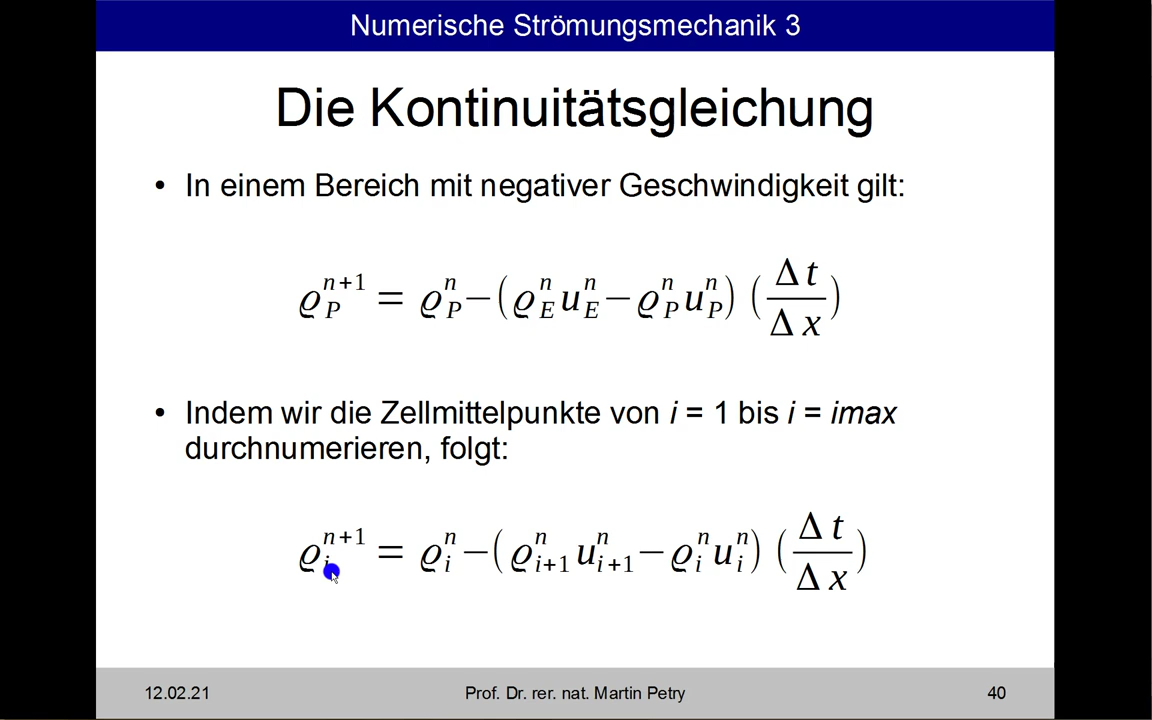 Numerische Strömungsmechanik 3
Die Kontinuitätsgleichung
• In einem Bereich mit negativer Geschwindigkeit gilt:
ϱ_P^{n+1} = ϱ_P^n − (ϱ_E^n u_E^n − ϱ_P^n u_P^n) (Δt/Δx)
• Indem wir die Zellmittelpunkte von i = 1 bis i = imax
durchnumerieren, folgt:
ϱ_i^{n+1} = ϱ_i^n − (ϱ_{i+1}^n u_{i+1}^n − ϱ_i^n u_i^n) (Δt/Δx)
12.02.21 Prof. Dr. rer. nat. Martin Petry 40